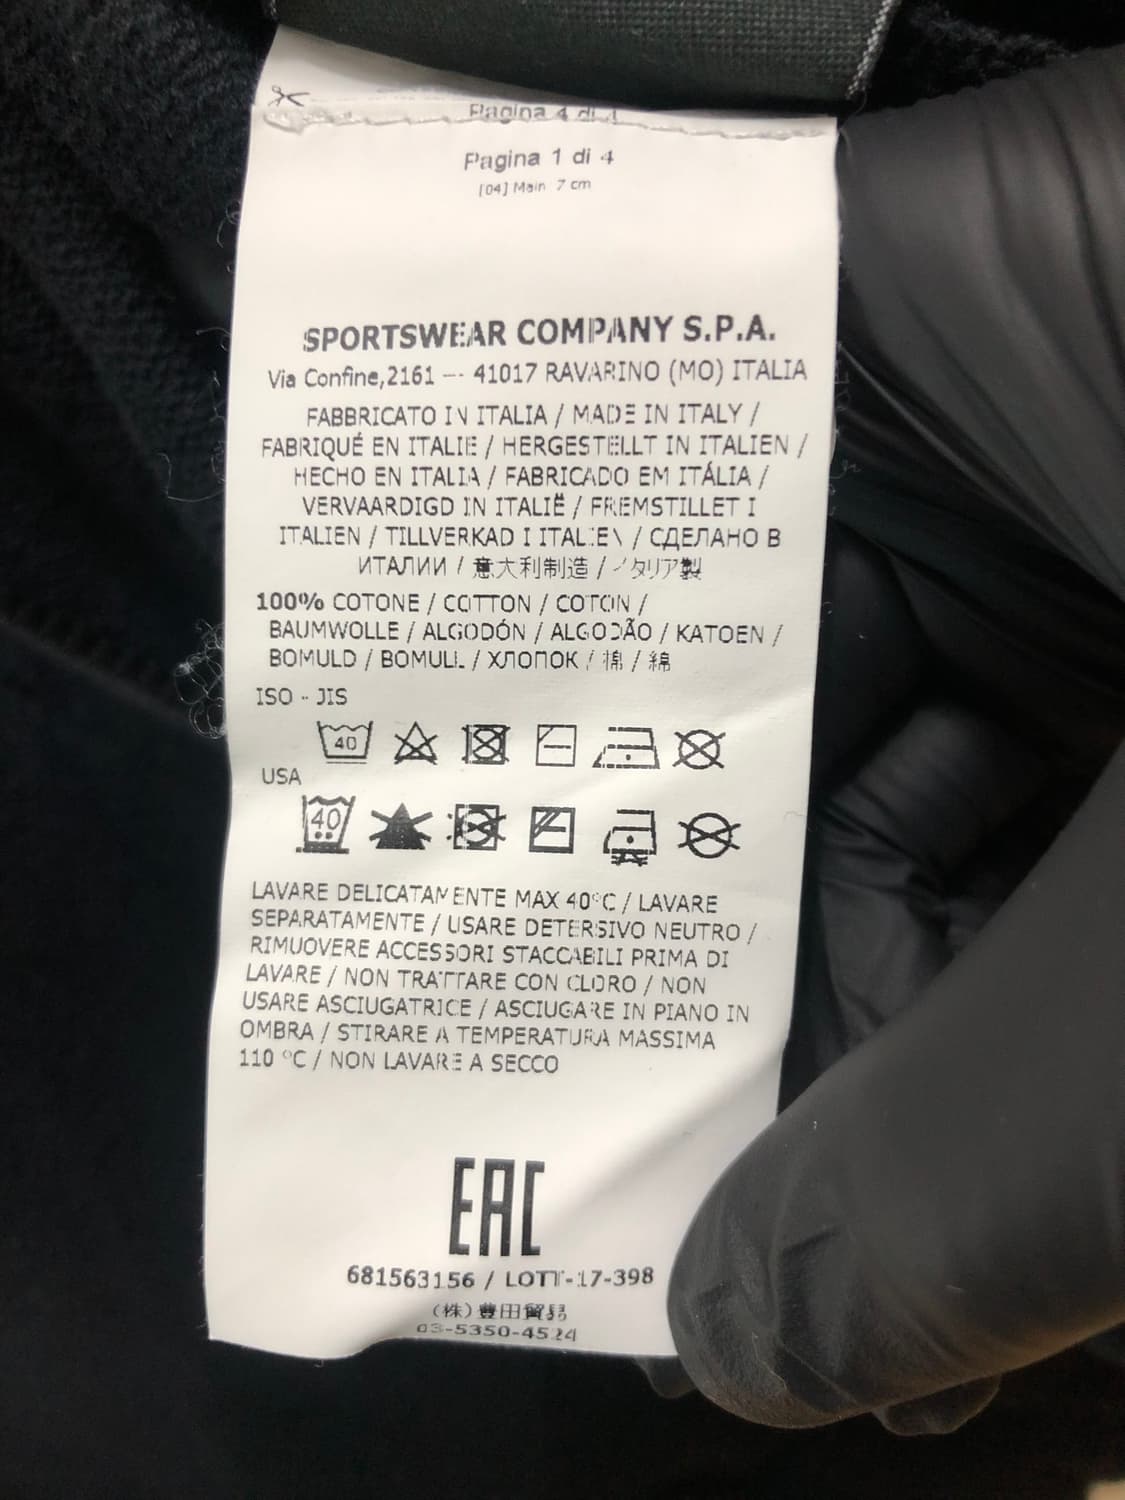 Pagina 4 di 4
Pagina 1 di 4
[04] Main 7 cm
SPORTSWEAR COMPANY S.P.A.
Via Confine,2161 -- 41017 RAVARINO (MO) ITALIA
FABBRICATO IN ITALIA / MADE IN ITALY /
FABRIQUÉ EN ITALIE / HERGESTELLT IN ITALIEN /
HECHO EN ITALIA / FABRICADO EM ITÁLIA /
VERVAARDIGD IN ITALIË / FREMSTILLET I
ITALIEN / TILLVERKAD I ITALIEN / СДЕЛАНО В
ИТАЛИИ / 意大利制造 / イタリア製
100% COTONE / COTTON / COTON /
BAUMWOLLE / ALGODÓN / ALGODÃO / KATOEN /
BOMULD / BOMULL / ХЛОПОК / 棉 / 綿
ISO - JIS
40
USA
40
LAVARE DELICATAMENTE MAX 40°C / LAVARE
SEPARATAMENTE / USARE DETERSIVO NEUTRO /
RIMUOVERE ACCESSORI STACCABILI PRIMA DI
LAVARE / NON TRATTARE CON CLORO / NON
USARE ASCIUGATRICE / ASCIUGARE IN PIANO IN
OMBRA / STIRARE A TEMPERATURA MASSIMA
110 °C / NON LAVARE A SECCO
EAC
681563156 / LOTT-17-398
(株)豊田貿易
03-5350-4524